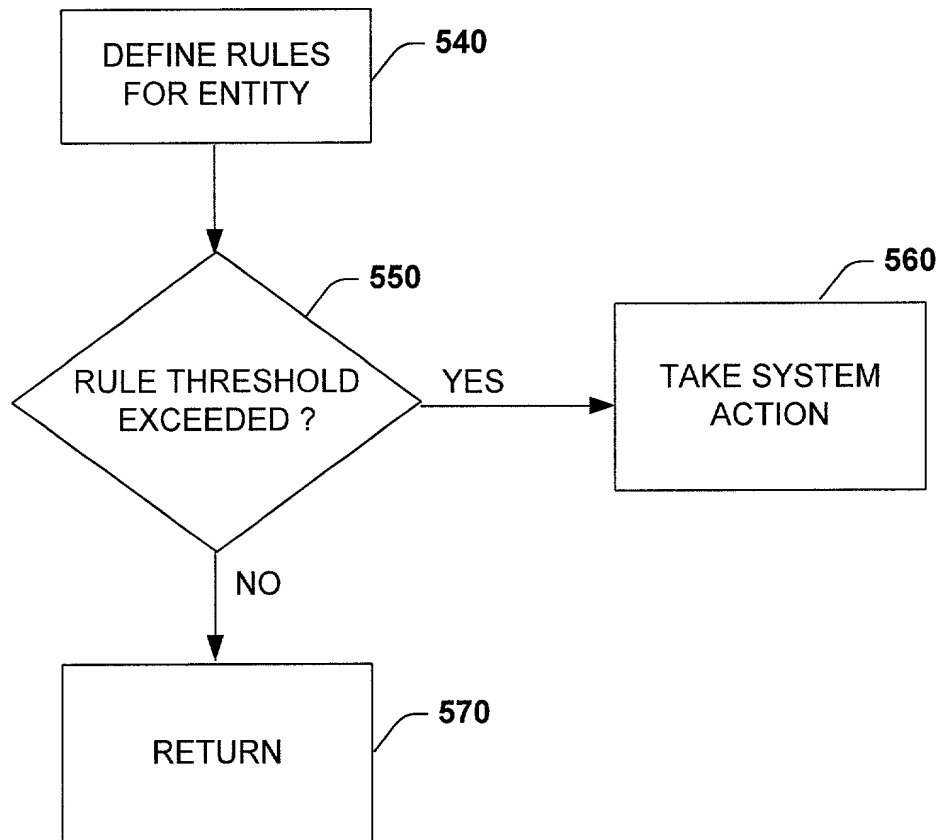 DEFINE RULES
FOR ENTITY
540
550
RULE THRESHOLD
EXCEEDED ?
YES
560
TAKE SYSTEM
ACTION
NO
570
RETURN